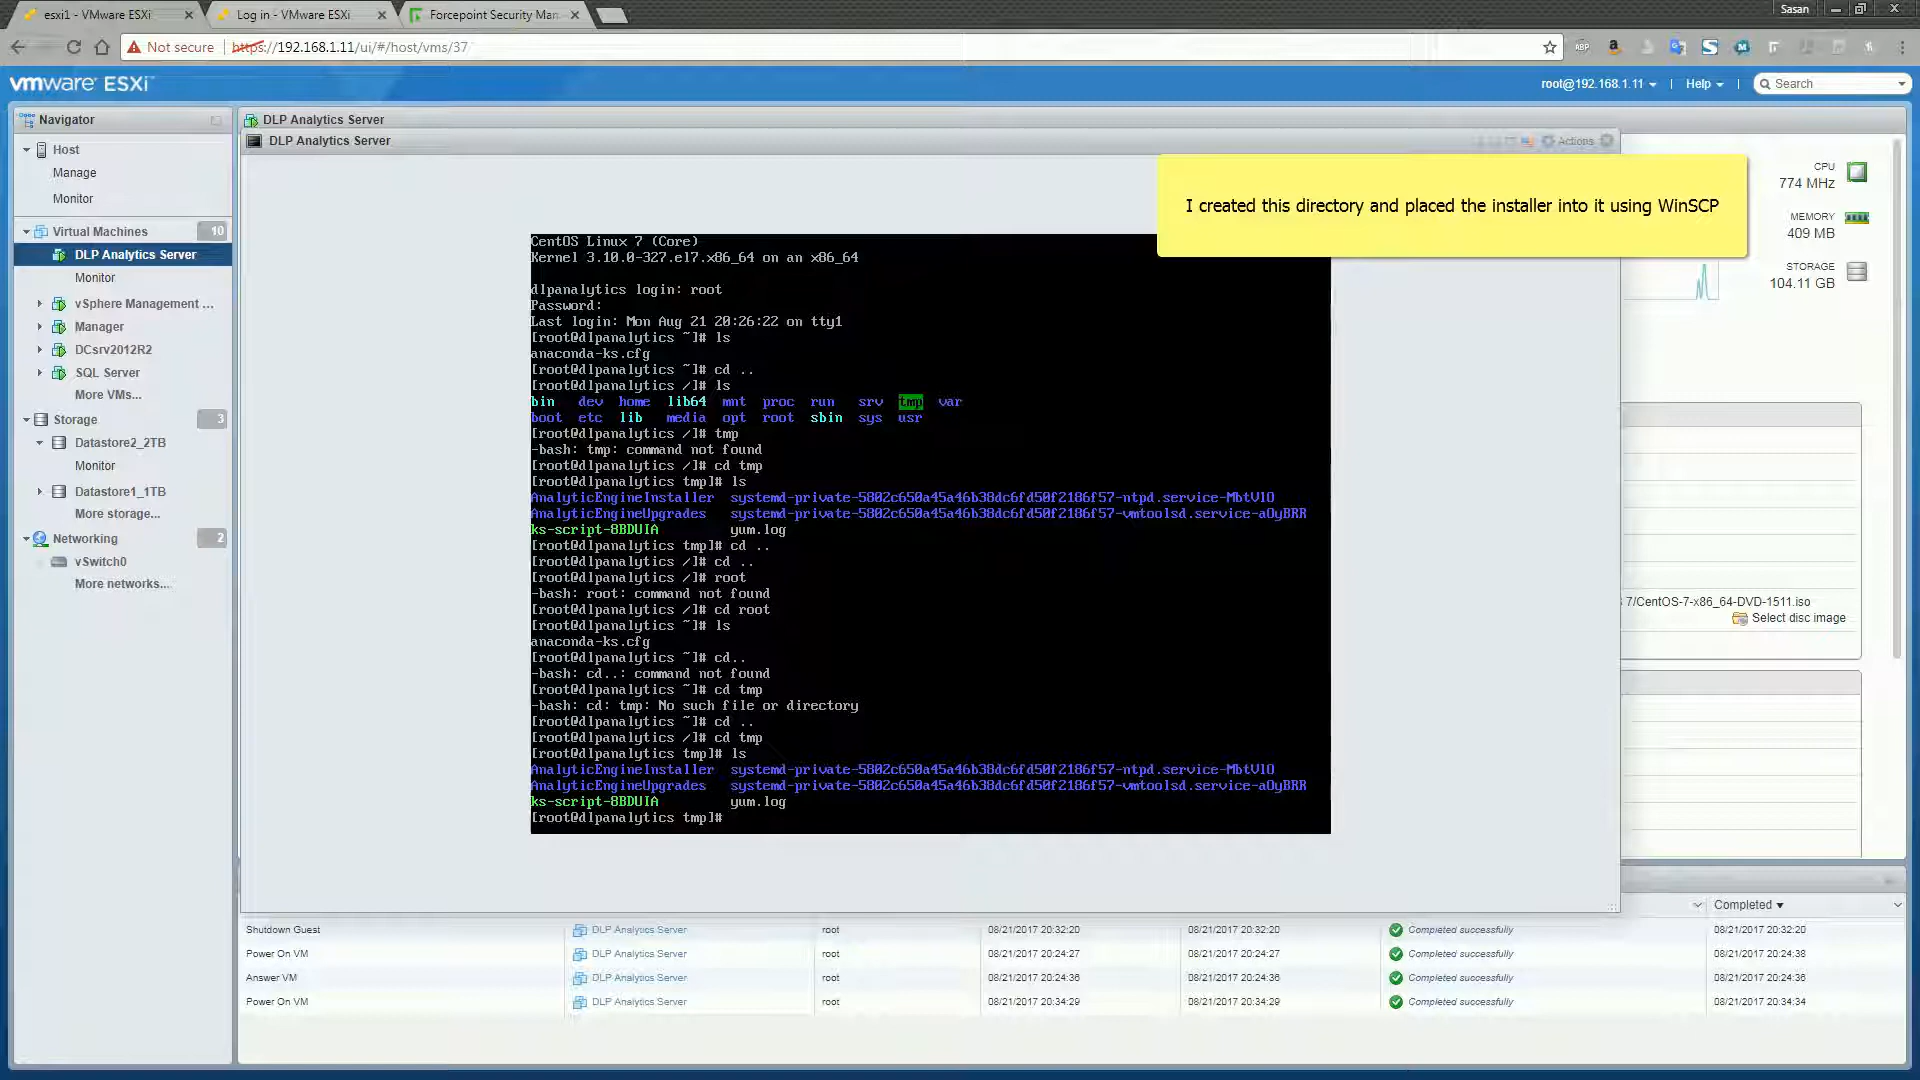 esxi1 - VMware ESXi
Log in - VMware ESXi
Forcepoint Security Man
Sasan
Not secure
https://192.168.1.11/ui/#/host/vms/37
ABP
vmware ESXi
root@192.168.1.11
Help
Search
Navigator
Host
Manage
Monitor
Virtual Machines
10
DLP Analytics Server
Monitor
vSphere Management ...
Manager
DCsrv2012R2
SQL Server
More VMs...
Storage
3
Datastore2_2TB
Monitor
Datastore1_1TB
More storage...
Networking
2
vSwitch0
More networks...
DLP Analytics Server
DLP Analytics Server
Actions
I created this directory and placed the installer into it using WinSCP
CPU
774 MHz
MEMORY
409 MB
STORAGE
104.11 GB
CentOS Linux 7 (Core)
Kernel 3.10.0-327.el7.x86_64 on an x86_64
dlpanalytics login: root
Password:
Last login: Mon Aug 21 20:26:22 on tty1
[root@dlpanalytics ~]# ls
anaconda-ks.cfg
[root@dlpanalytics ~]# cd ..
[root@dlpanalytics /]# ls
bin dev home lib64 mnt proc run srv tmp var
boot etc lib media opt root sbin sys usr
[root@dlpanalytics /]# tmp
-bash: tmp: command not found
[root@dlpanalytics /]# cd tmp
[root@dlpanalytics tmp]# ls
AnalyticEngineInstaller systemd-private-5802c650a45a46b38dc6fd50f2186f57-ntpd.service-MbtVlO
AnalyticEngineUpgrades systemd-private-5802c650a45a46b38dc6fd50f2186f57-vmtoolsd.service-aOyBRR
ks-script-8BDUIA yum.log
[root@dlpanalytics tmp]# cd ..
[root@dlpanalytics /]# cd ..
[root@dlpanalytics /]# root
-bash: root: command not found
[root@dlpanalytics /]# cd root
[root@dlpanalytics ~]# ls
anaconda-ks.cfg
[root@dlpanalytics ~]# cd..
-bash: cd..: command not found
[root@dlpanalytics ~]# cd tmp
-bash: cd: tmp: No such file or directory
[root@dlpanalytics ~]# cd ..
[root@dlpanalytics /]# cd tmp
[root@dlpanalytics tmp]# ls
AnalyticEngineInstaller systemd-private-5802c650a45a46b38dc6fd50f2186f57-ntpd.service-MbtVlO
AnalyticEngineUpgrades systemd-private-5802c650a45a46b38dc6fd50f2186f57-vmtoolsd.service-aOyBRR
ks-script-8BDUIA yum.log
[root@dlpanalytics tmp]#
7/CentOS-7-x86_64-DVD-1511.iso
Select disc image
Completed
Shutdown Guest DLP Analytics Server root 08/21/2017 20:32:20 08/21/2017 20:32:20 Completed successfully 08/21/2017 20:32:20
Power On VM DLP Analytics Server root 08/21/2017 20:24:27 08/21/2017 20:24:27 Completed successfully 08/21/2017 20:24:38
Answer VM DLP Analytics Server root 08/21/2017 20:24:36 08/21/2017 20:24:36 Completed successfully 08/21/2017 20:24:36
Power On VM DLP Analytics Server root 08/21/2017 20:34:29 08/21/2017 20:34:29 Completed successfully 08/21/2017 20:34:34